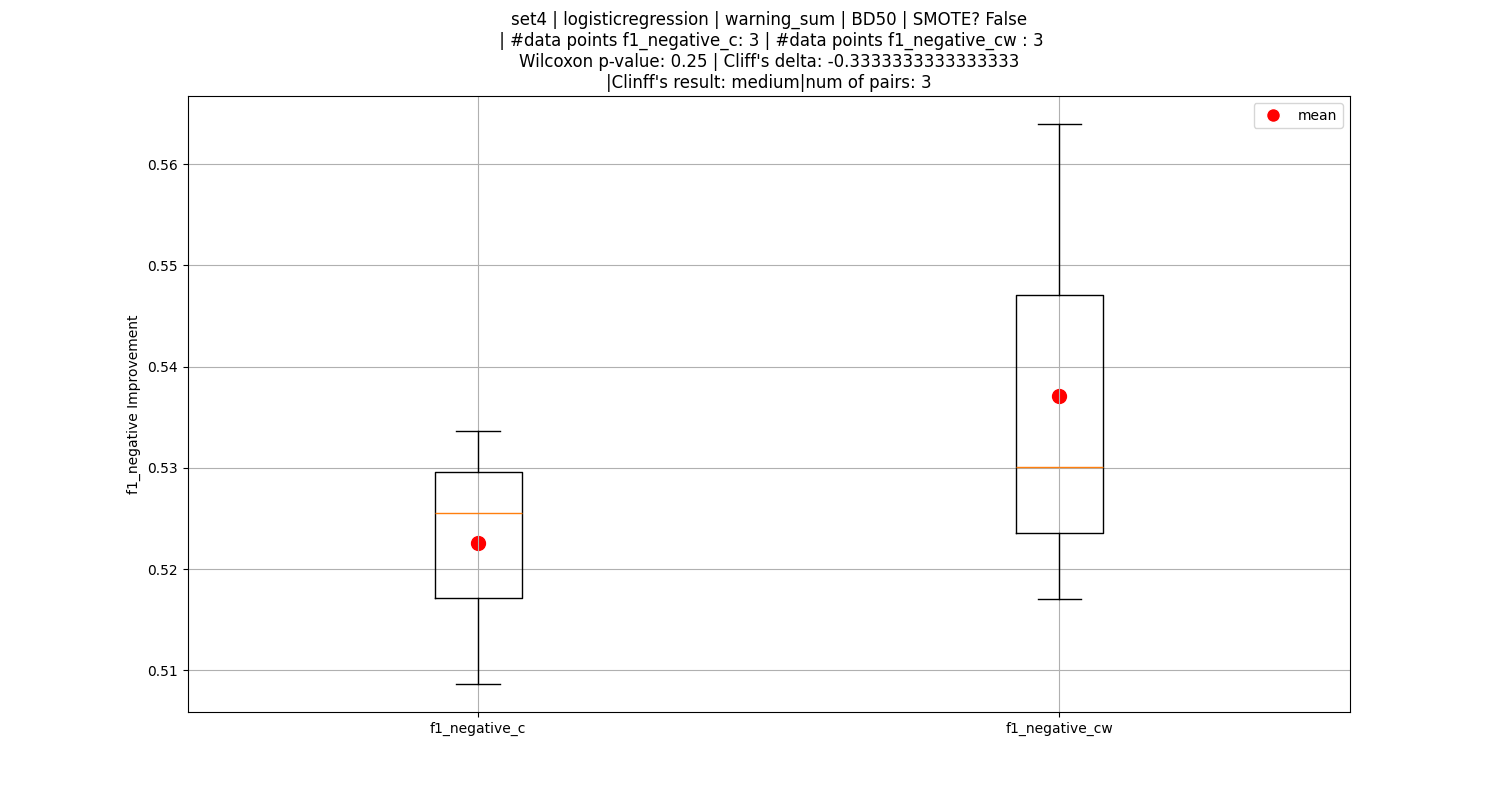 set4 | logisticregression | warning_sum | BD50 | SMOTE? False
| #data points f1_negative_c: 3 | #data points f1_negative_cw : 3
Wilcoxon p-value: 0.25 | Cliff's delta: -0.3333333333333333
|Clinff's result: medium|num of pairs: 3
mean
0.56
0.55
0.54
0.53
0.52
0.51
f1_negative Improvement
f1_negative_c
f1_negative_cw